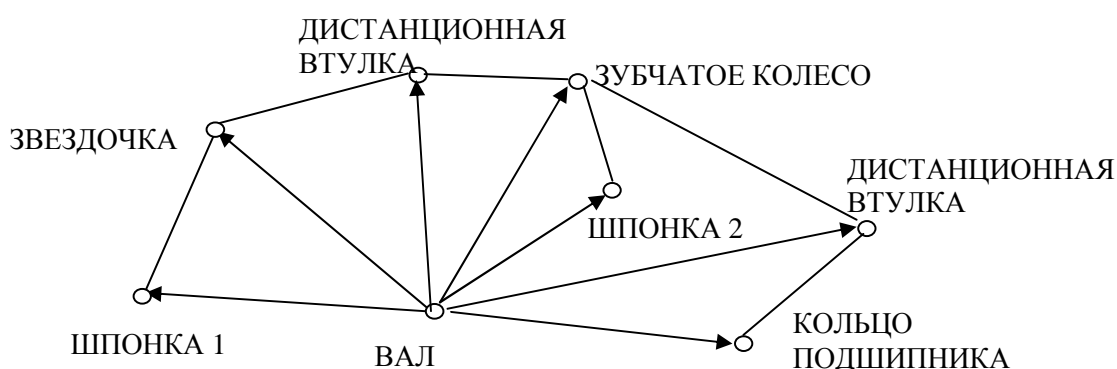 ДИСТАНЦИОННАЯ
ВТУЛКА
ЗУБЧАТОЕ КОЛЕСО
ЗВЕЗДОЧКА
ДИСТАНЦИОННАЯ
ВТУЛКА
ШПОНКА 2
ШПОНКА 1
ВАЛ
КОЛЬЦО
ПОДШИПНИКА